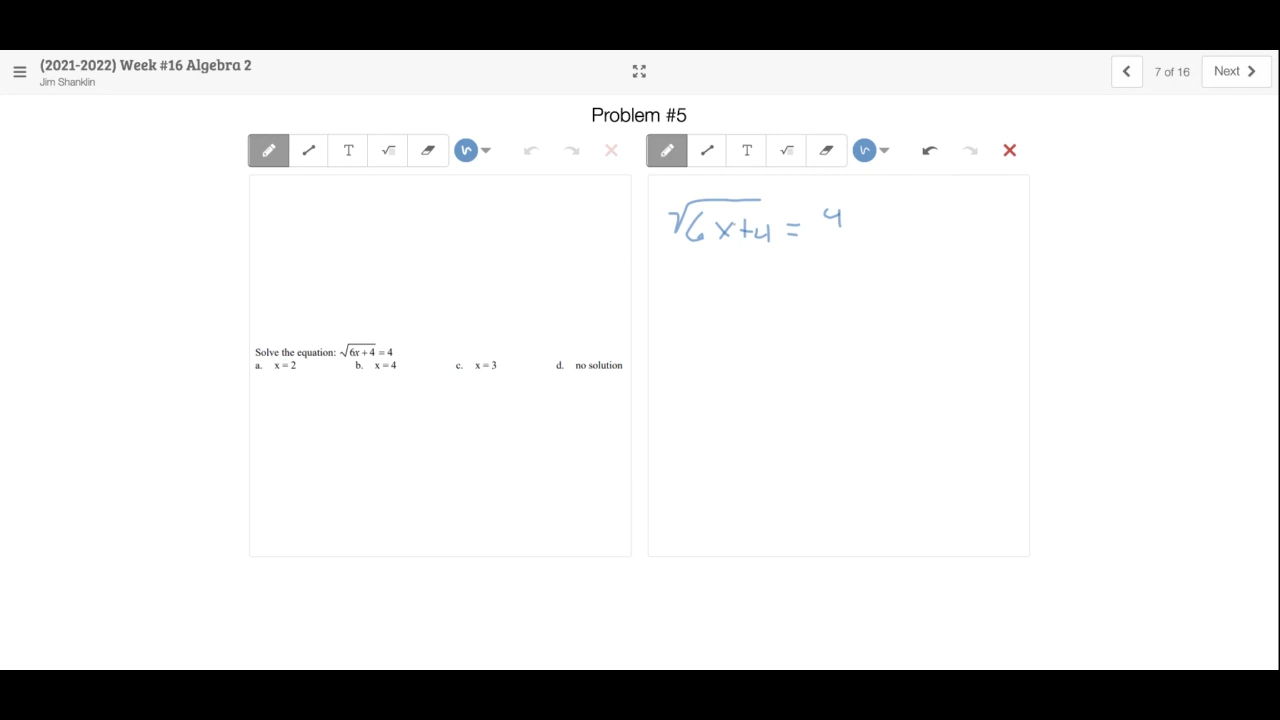 (2021-2022) Week #16 Algebra 2
Jim Shanklin
7 of 16
Next
Problem #5
T
√=
T
√=
√6x+4 = 4
Solve the equation: √6x + 4 = 4
a. x = 2 b. x = 4 c. x = 3 d. no solution